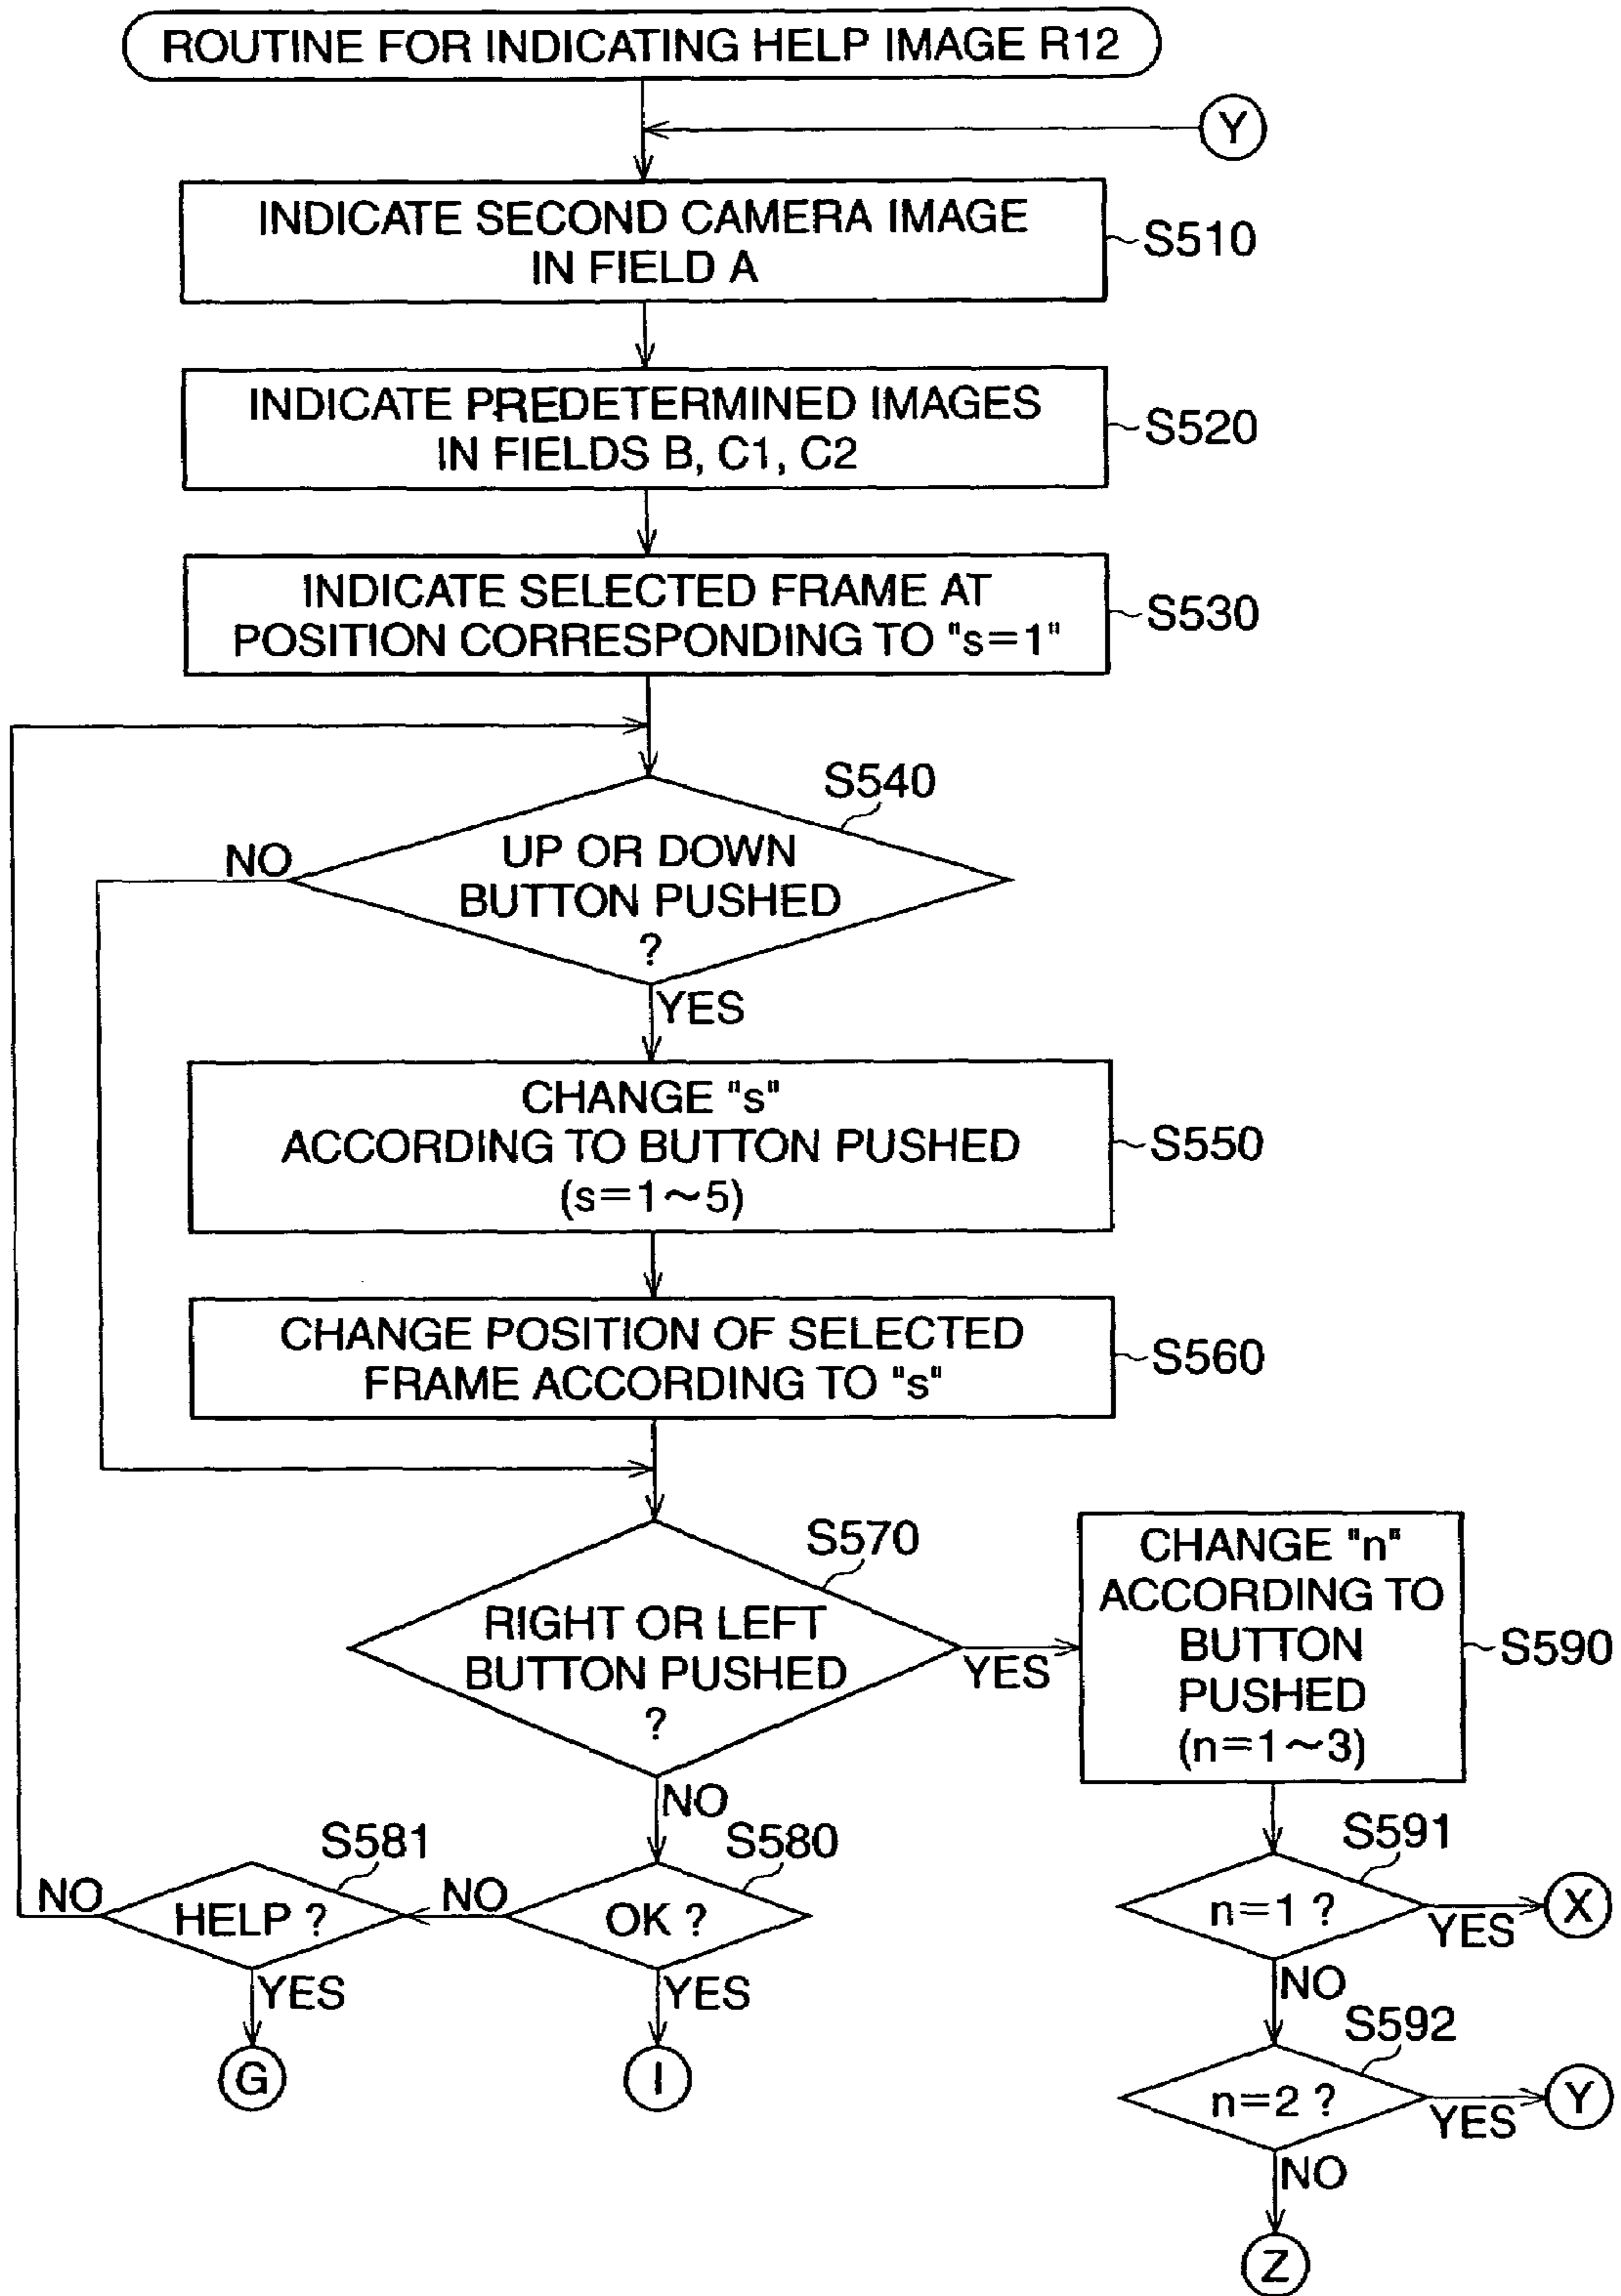 ROUTINE FOR INDICATING HELP IMAGE R12
Y
INDICATE SECOND CAMERA IMAGE
IN FIELD A
S510
INDICATE PREDETERMINED IMAGES
IN FIELDS B, C1, C2
S520
INDICATE SELECTED FRAME AT
POSITION CORRESPONDING TO "s=1"
S530
S540
NO
UP OR DOWN
BUTTON PUSHED
?
YES
CHANGE "s"
ACCORDING TO BUTTON PUSHED
(s=1~5)
S550
CHANGE POSITION OF SELECTED
FRAME ACCORDING TO "s"
S560
S570
RIGHT OR LEFT
BUTTON PUSHED
?
YES
CHANGE "n"
ACCORDING TO
BUTTON
PUSHED
(n=1~3)
S590
NO
S581
S580
NO
HELP ?
NO
OK ?
YES
YES
G
I
S591
n=1 ?
YES
X
NO
S592
n=2 ?
YES
Y
NO
Z